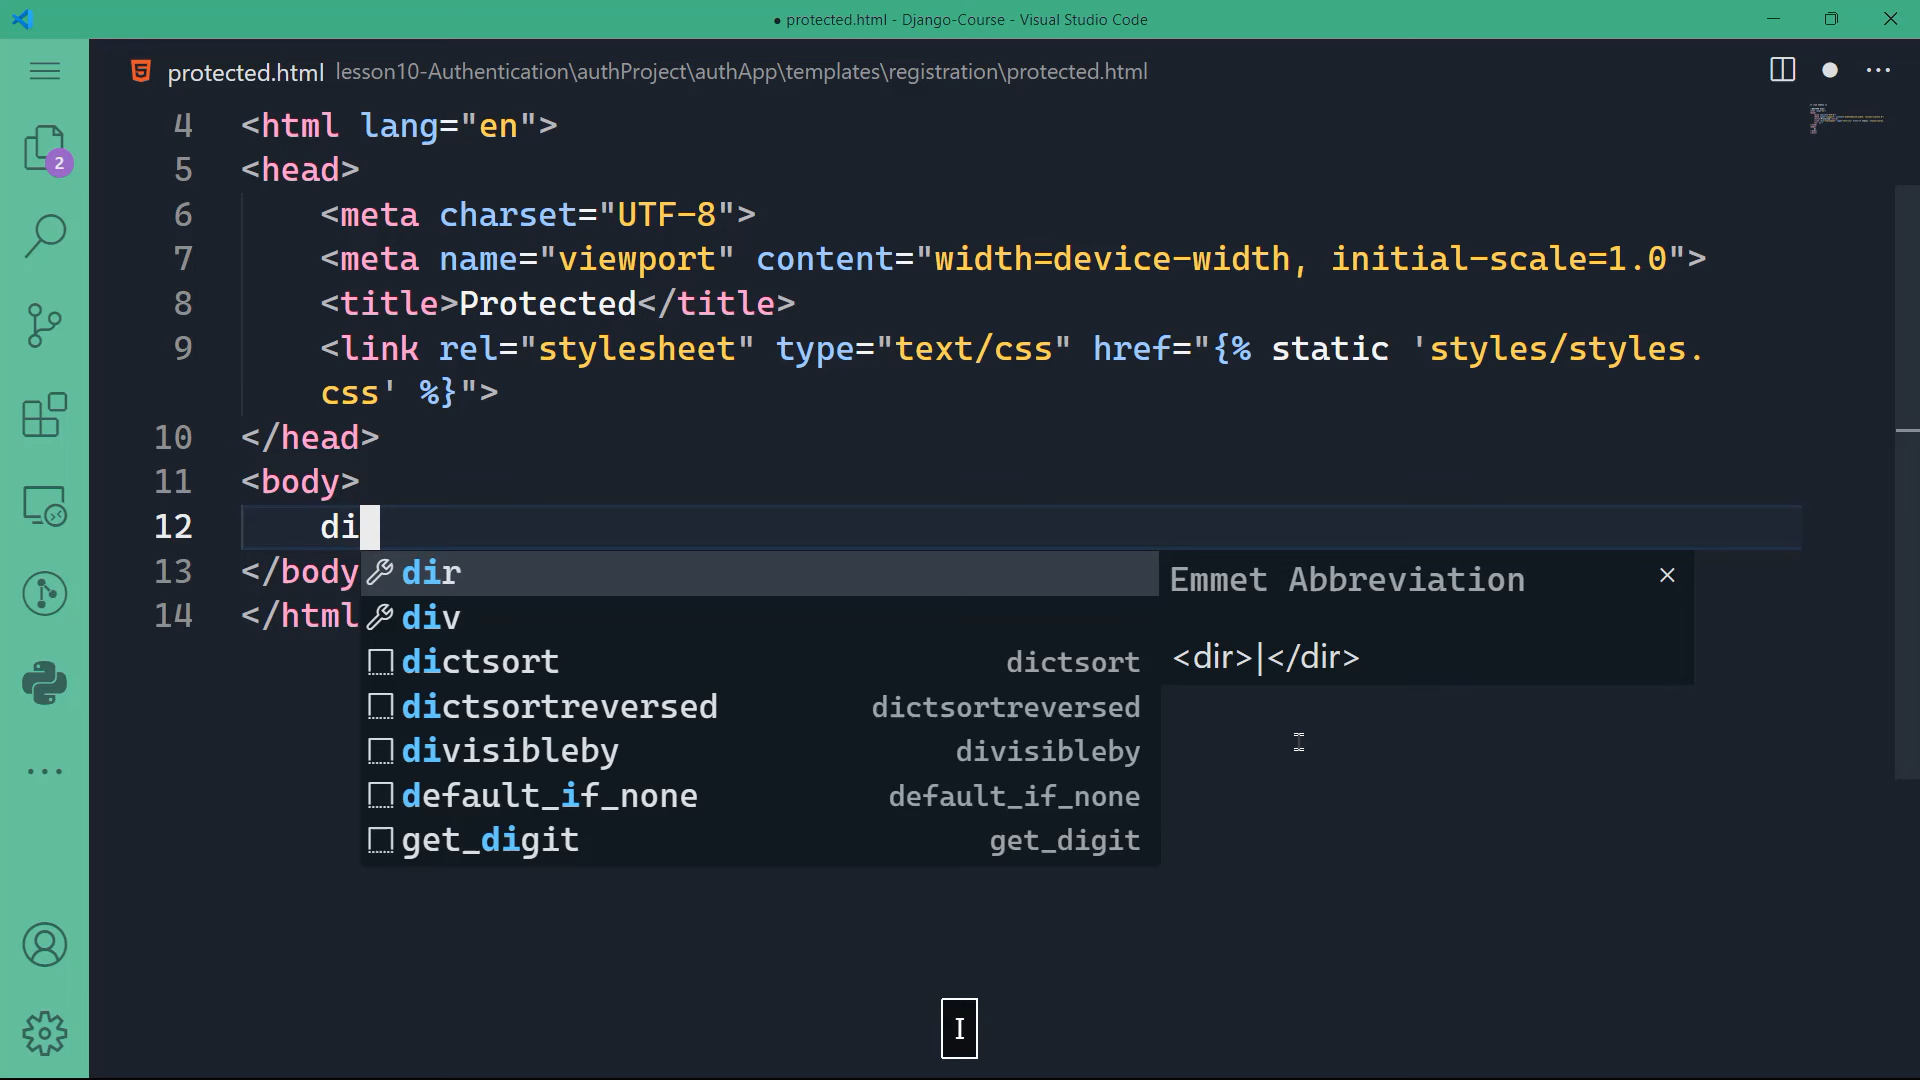 ● protected.html - Django-Course - Visual Studio Code
protected.html lesson10-Authentication\authProject\authApp\templates\registration\protected.html
2
4 <html lang="en">
5 <head>
6 <meta charset="UTF-8">
7 <meta name="viewport" content="width=device-width, initial-scale=1.0">
8 <title>Protected</title>
9 <link rel="stylesheet" type="text/css" href="{% static 'styles/styles.
css' %}">
10 </head>
11 <body>
12 di
13 </body
14 </html
dir
div
dictsort dictsort
dictsortreversed dictsortreversed
divisibleby divisibleby
default_if_none default_if_none
get_digit get_digit
Emmet Abbreviation
<dir>|</dir>
I